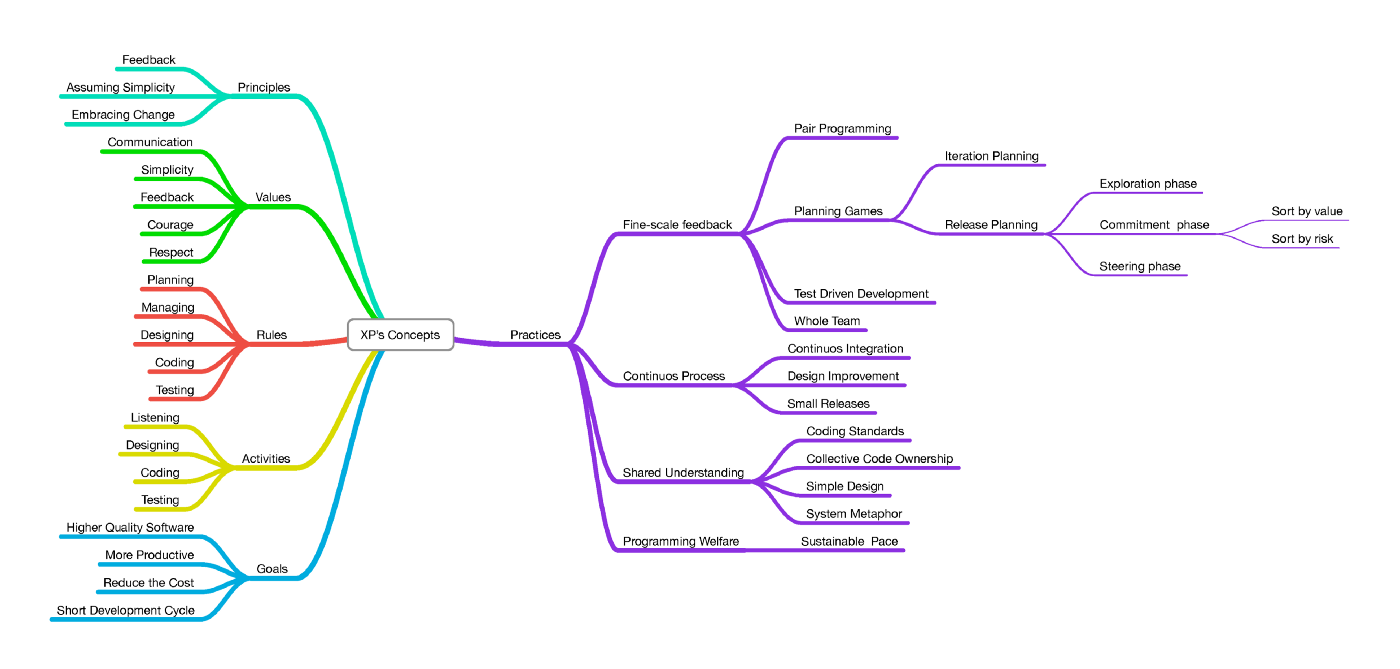 Feedback
Assuming Simplicity
Embracing Change
Principles
Communication
Simplicity
Feedback
Courage
Respect
Values
Planning
Managing
Designing
Coding
Testing
Rules
Listening
Designing
Coding
Testing
Activities
Higher Quality Software
More Productive
Reduce the Cost
Short Development Cycle
Goals
XP's Concepts
Practices
Fine-scale feedback
Pair Programming
Planning Games
Iteration Planning
Release Planning
Exploration phase
Commitment phase
Sort by value
Sort by risk
Steering phase
Test Driven Development
Whole Team
Continuos Process
Continuos Integration
Design Improvement
Small Releases
Shared Understanding
Coding Standards
Collective Code Ownership
Simple Design
System Metaphor
Programming Welfare
Sustainable Pace